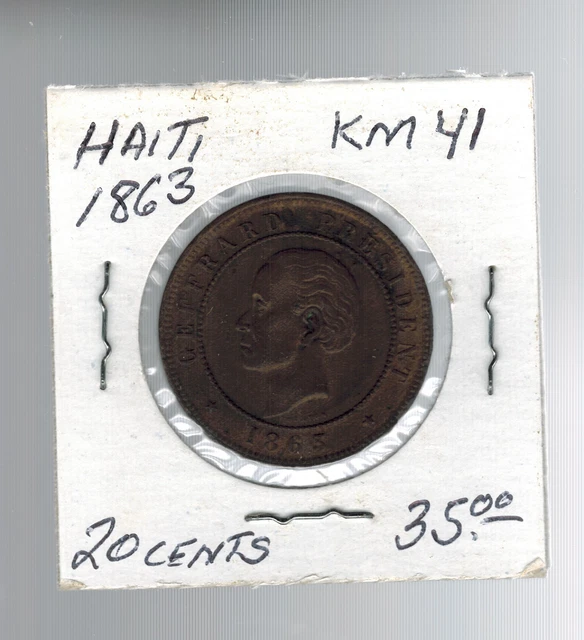 HAITI
1863
KM 41
GEFFRARD PRESIDENT
1863
20 CENTS
35.00